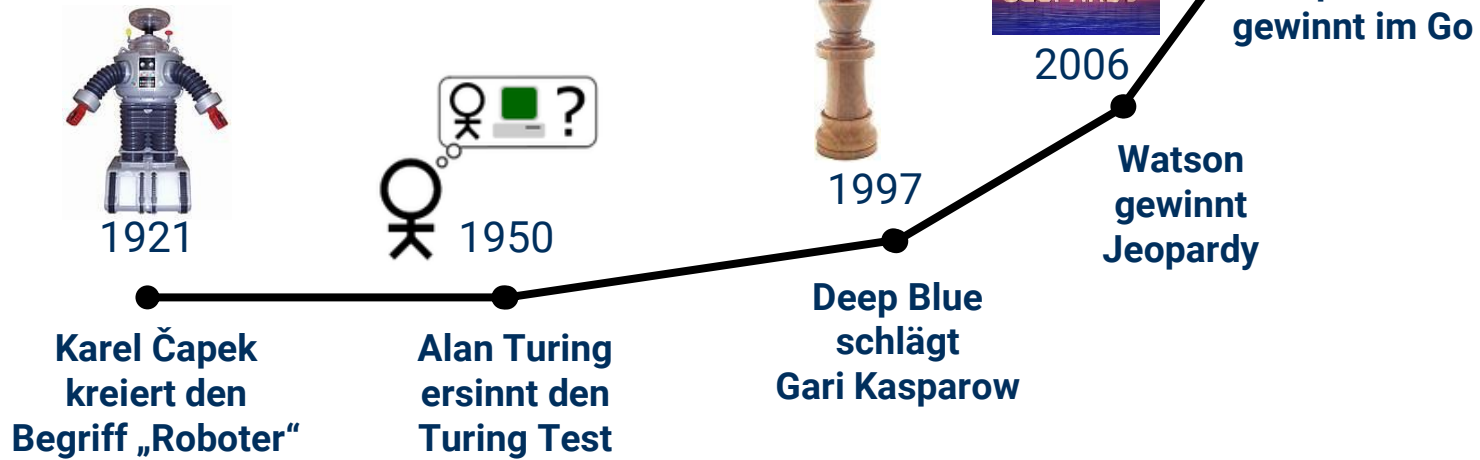 1921
Karel Čapek
kreiert den
Begriff „Roboter“
?
1950
Alan Turing
ersinnt den
Turing Test
1997
Deep Blue
schlägt
Gari Kasparow
2006
Watson
gewinnt
Jeopardy
gewinnt im Go